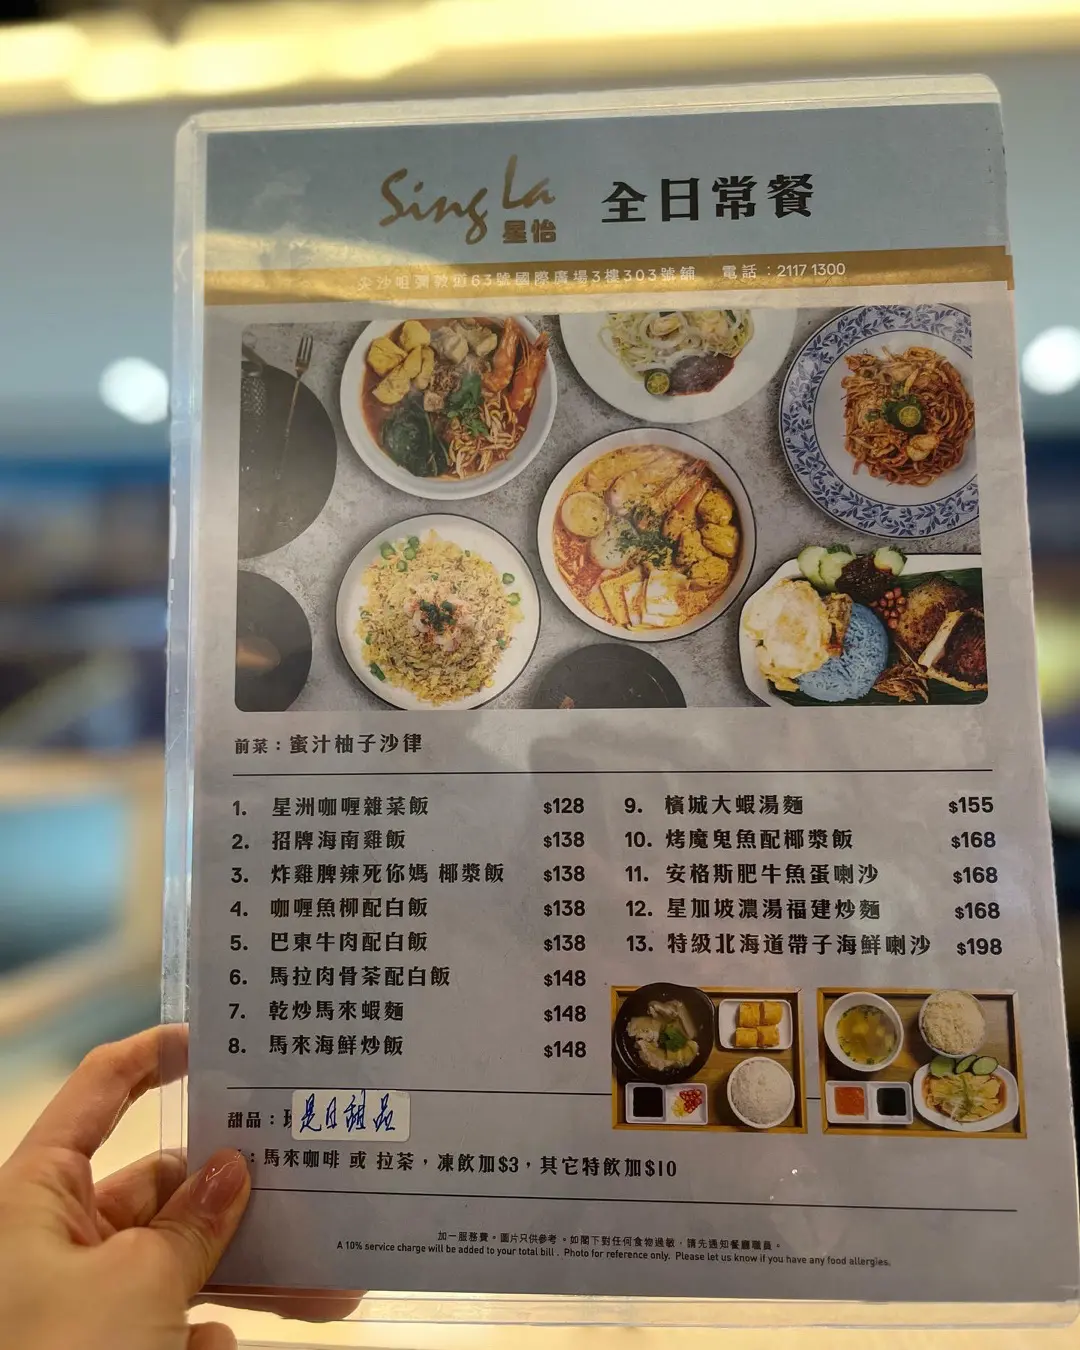 Sing La
星怡
全日常餐
尖沙咀彌敦道63號國際廣場3樓303號舖 電話：2117 1300
前菜：蜜汁柚子沙律
1. 星洲咖喱雜菜飯 $128
2. 招牌海南雞飯 $138
3. 炸雞脾辣死你媽 椰漿飯 $138
4. 咖喱魚柳配白飯 $138
5. 巴東牛肉配白飯 $138
6. 馬拉肉骨茶配白飯 $148
7. 乾炒馬來蝦麵 $148
8. 馬來海鮮炒飯 $148
9. 檳城大蝦湯麵 $155
10. 烤魔鬼魚配椰漿飯 $168
11. 安格斯肥牛魚蛋喇沙 $168
12. 星加坡濃湯福建炒麵 $168
13. 特級北海道帶子海鮮喇沙 $198
甜品：是日甜品
：馬來咖啡 或 拉茶，凍飲加$3，其它特飲加$10
加一服務費。圖片只供參考。如閣下對任何食物過敏，請先通知餐廳職員。
A 10% service charge will be added to your total bill . Photo for reference only. Please let us know if you have any food allergies.